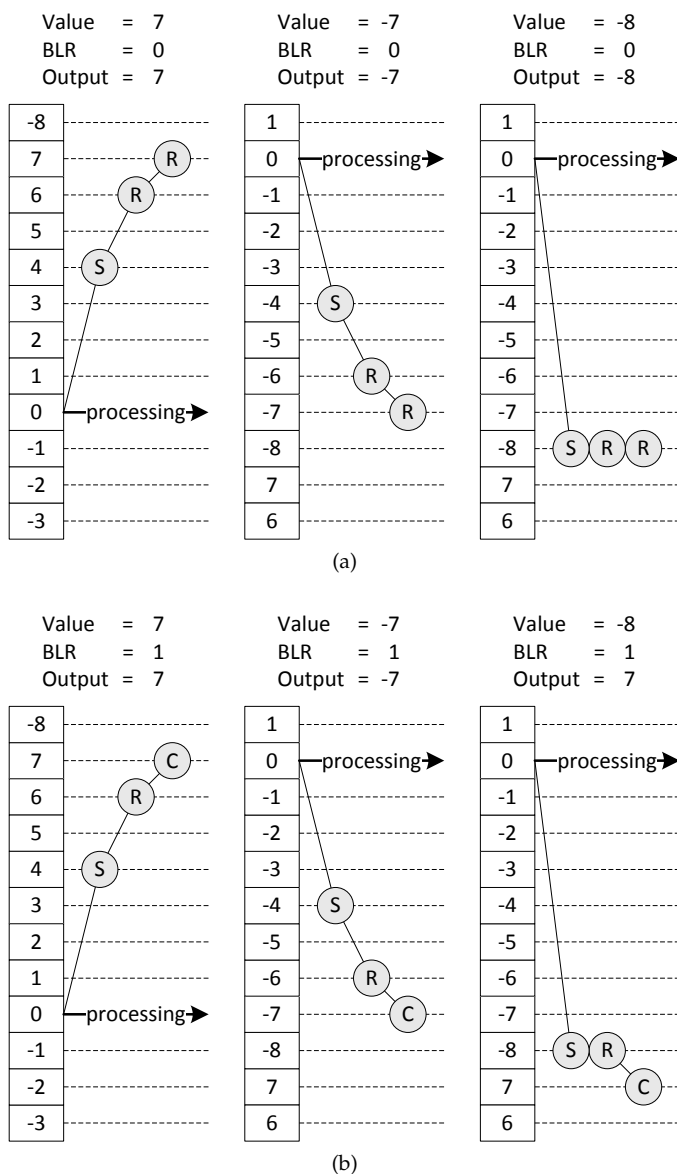 Value = 7
BLR = 0
Output = 7
-8
7
6
5
4
3
2
1
0
-1
-2
-3
R
R
S
processing
Value = -7
BLR = 0
Output = -7
1
0
-1
-2
-3
-4
-5
-6
-7
-8
7
6
processing
S
R
R
Value = -8
BLR = 0
Output = -8
1
0
-1
-2
-3
-4
-5
-6
-7
-8
7
6
processing
S R R
(a)
Value = 7
BLR = 1
Output = 7
-8
7
6
5
4
3
2
1
0
-1
-2
-3
C
R
S
processing
Value = -7
BLR = 1
Output = -7
1
0
-1
-2
-3
-4
-5
-6
-7
-8
7
6
processing
S
R
C
Value = -8
BLR = 1
Output = 7
1
0
-1
-2
-3
-4
-5
-6
-7
-8
7
6
processing
S R
C
(b)